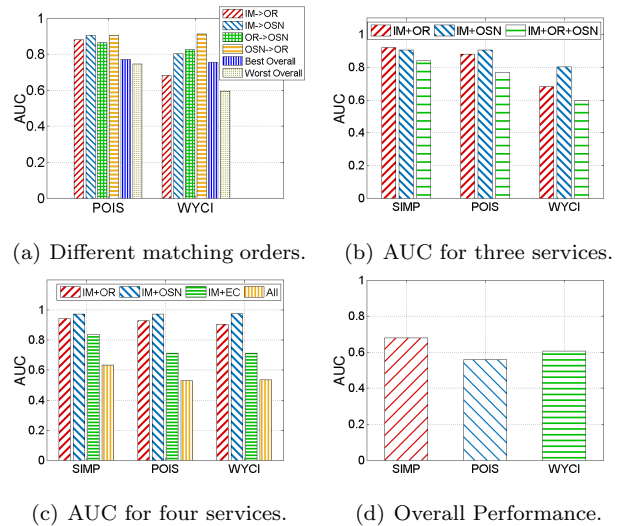 1
0.8
0.6
0.4
0.2
0
AUC
POIS
WYCI
IM->OR
IM->OSN
OR->OSN
OSN->OR
Best Overall
Worst Overall
(a) Different matching orders.
1
0.8
0.6
0.4
0.2
0
AUC
IM+OR
IM+OSN
IM+OR+OSN
SIMP
POIS
WYCI
(b) AUC for three services.
1
0.8
0.6
0.4
0.2
0
AUC
IM+OR
IM+OSN
IM+EC
All
SIMP
POIS
WYCI
(c) AUC for four services.
1
0.8
0.6
0.4
0.2
0
AUC
SIMP
POIS
WYCI
(d) Overall Performance.